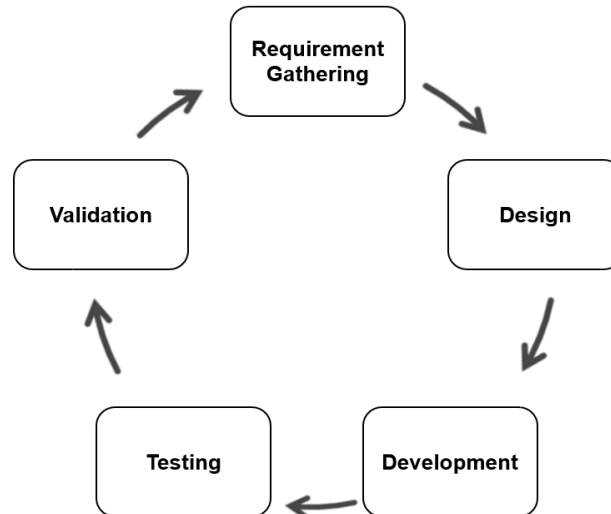 Requirement
Gathering
Validation
Design
Testing
Development